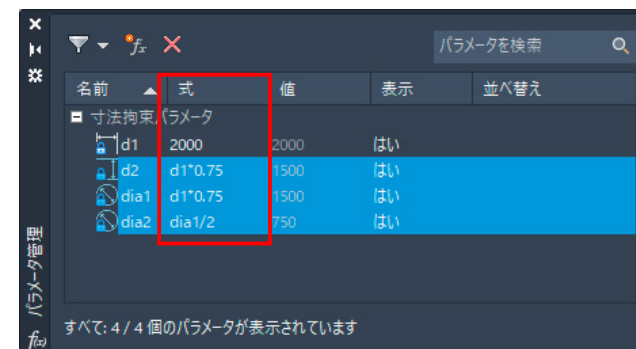 fx
パラメータを検索
名前 式 値 表示 並べ替え
寸法拘束パラメータ
d1 2000 2000 はい
d2 d1*0.75 1500 はい
dia1 d1*0.75 1500 はい
dia2 dia1/2 750 はい
すべて: 4 / 4 個のパラメータが表示されています
パラメータ管理
f(x)